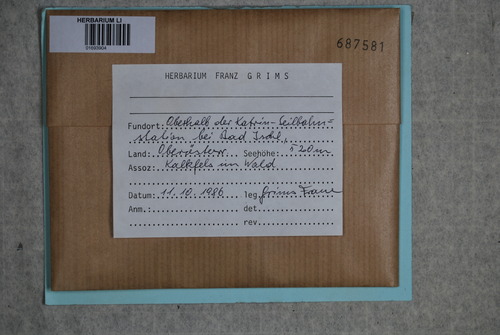 HERBARIUM LI
687581
HERBARIUM FRANZ GRIMS
Fundort: Oberhalb der Katrin-Seilbahn=
station bei Bad Ischl,
Land: Oberösterr. Seehöhe: 520m
Assoz: Kalkfels im Wald
Datum: 11.10.1986 leg. Grims Franz
Anm.: det.
rev.